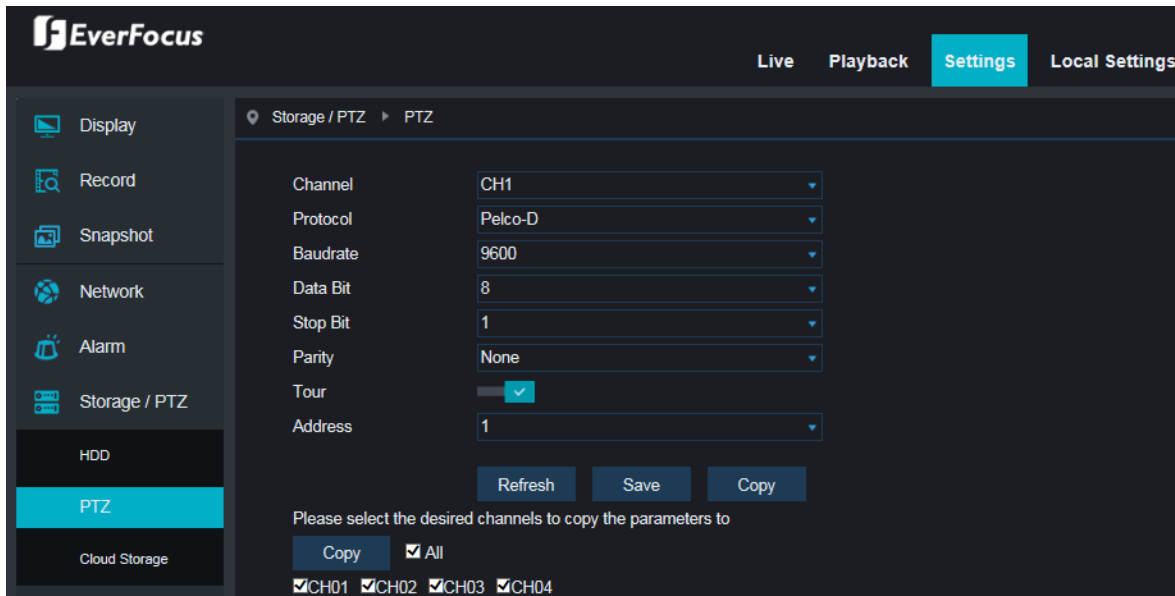 EverFocus
Live Playback Settings Local Settings
Display
Record
Snapshot
Network
Alarm
Storage / PTZ
HDD
PTZ
Cloud Storage
Storage / PTZ PTZ
Channel CH1
Protocol Pelco-D
Baudrate 9600
Data Bit 8
Stop Bit 1
Parity None
Tour
Address 1
Refresh Save Copy
Please select the desired channels to copy the parameters to
Copy All
CH01 CH02 CH03 CH04